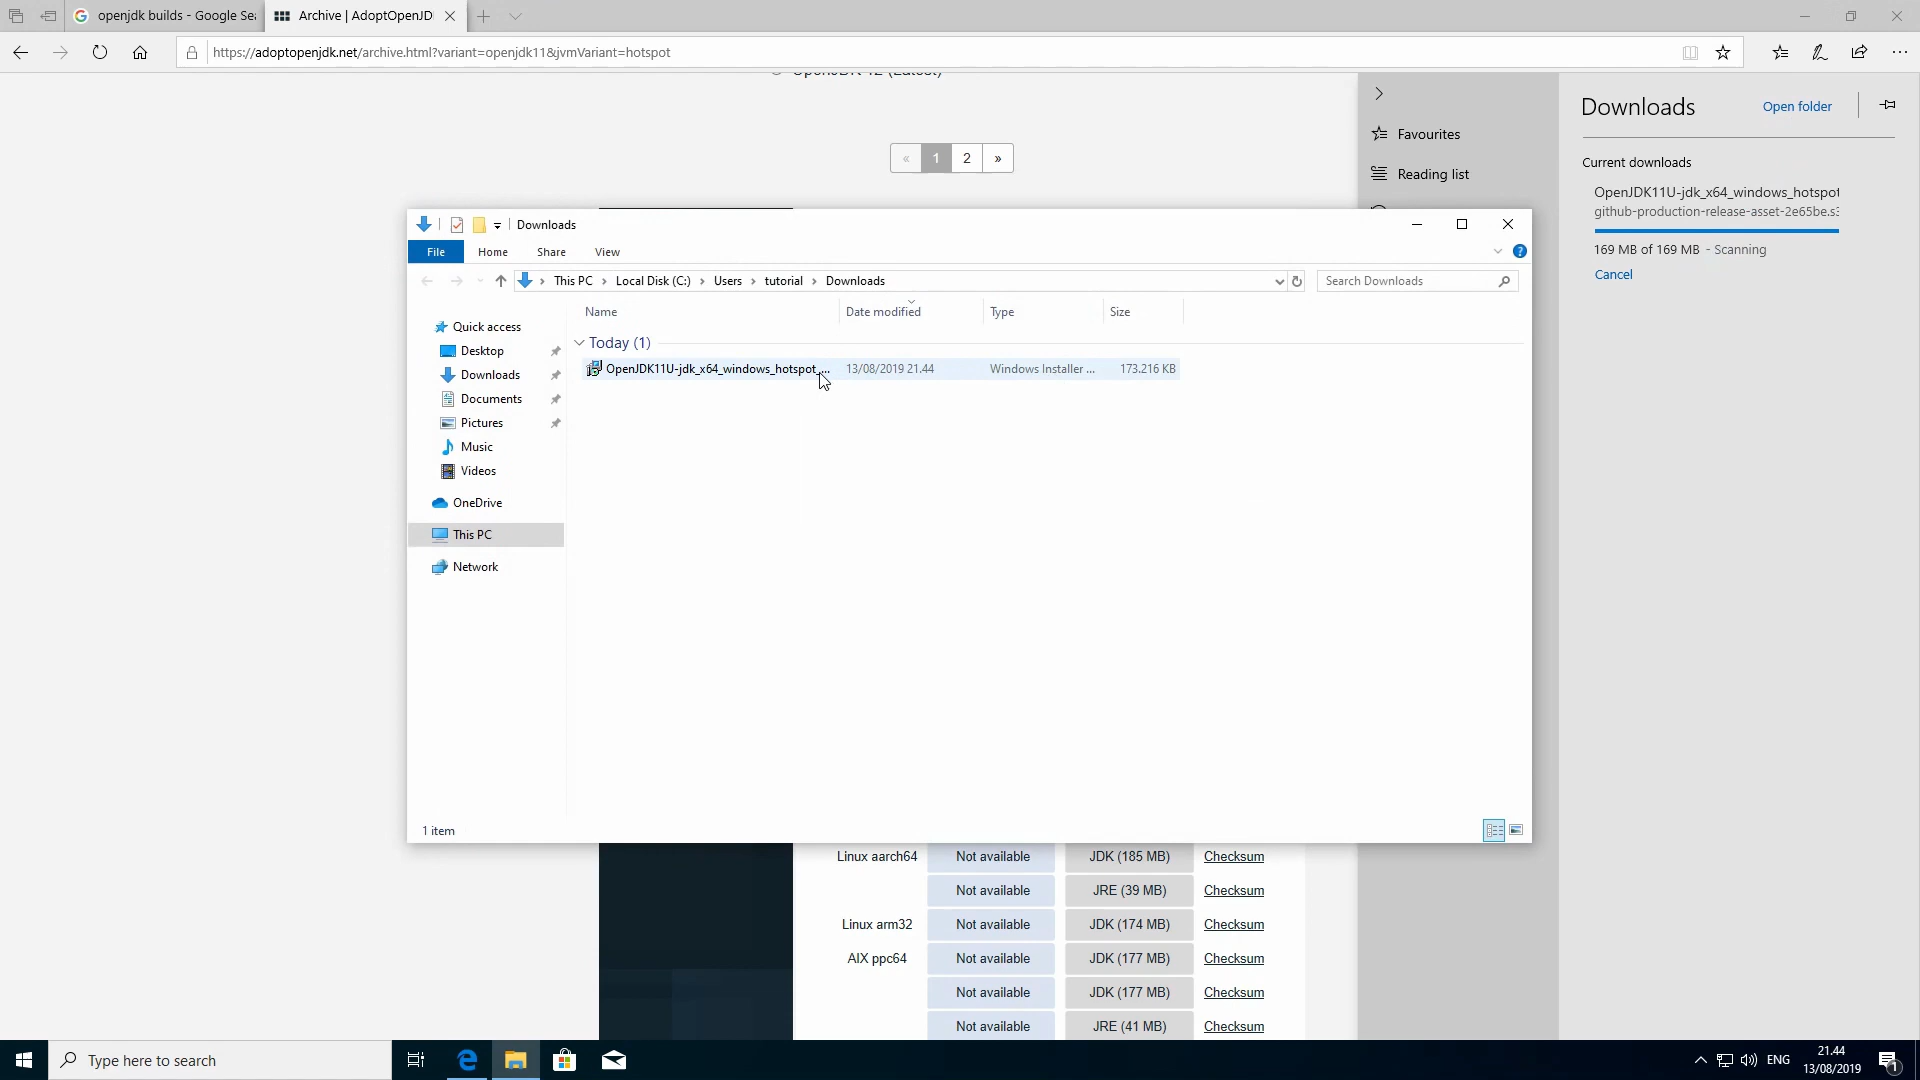 openjdk builds - Google Sea
Archive | AdoptOpenJDI
https://adoptopenjdk.net/archive.html?variant=openjdk11&jvmVariant=hotspot
OpenJDK 12 (Latest)
« 1 2 »
Favourites
Reading list
Downloads
Open folder
Current downloads
OpenJDK11U-jdk_x64_windows_hotspot
github-production-release-asset-2e65be.s3
169 MB of 169 MB - Scanning
Cancel
Downloads
File Home Share View
This PC Local Disk (C:) Users tutorial Downloads
Search Downloads
Name Date modified Type Size
Quick access
Desktop
Downloads
Documents
Pictures
Music
Videos
OneDrive
This PC
Network
Today (1)
OpenJDK11U-jdk_x64_windows_hotspot_... 13/08/2019 21.44 Windows Installer ... 173.216 KB
1 item
Linux aarch64 Not available JDK (185 MB) Checksum
Not available JRE (39 MB) Checksum
Linux arm32 Not available JDK (174 MB) Checksum
AIX ppc64 Not available JDK (177 MB) Checksum
Not available JDK (177 MB) Checksum
Not available JRE (41 MB) Checksum
Type here to search
ENG
21.44
13/08/2019
1